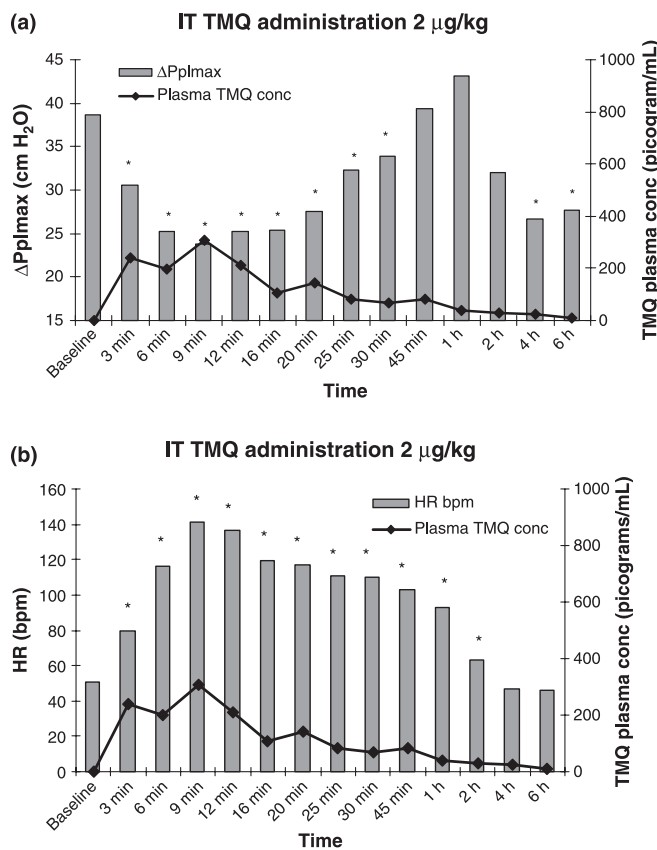 (a)
IT TMQ administration 2 μg/kg
ΔPplmax
Plasma TMQ conc
45
40
35
30
25
20
15
ΔPplmax (cm H₂O)
1000
800
600
400
200
0
TMQ plasma conc (picogram/mL)
* * * * * * * * * *
Baseline 3 min 6 min 9 min 12 min 16 min 20 min 25 min 30 min 45 min 1 h 2 h 4 h 6 h
Time
(b)
IT TMQ administration 2 μg/kg
HR bpm
Plasma TMQ conc
160
140
120
100
80
60
40
20
0
HR (bpm)
1000
800
600
400
200
0
TMQ plasma conc (picograms/mL)
* * * * * * * * * * *
Baseline 3 min 6 min 9 min 12 min 16 min 20 min 25 min 30 min 45 min 1 h 2 h 4 h 6 h
Time